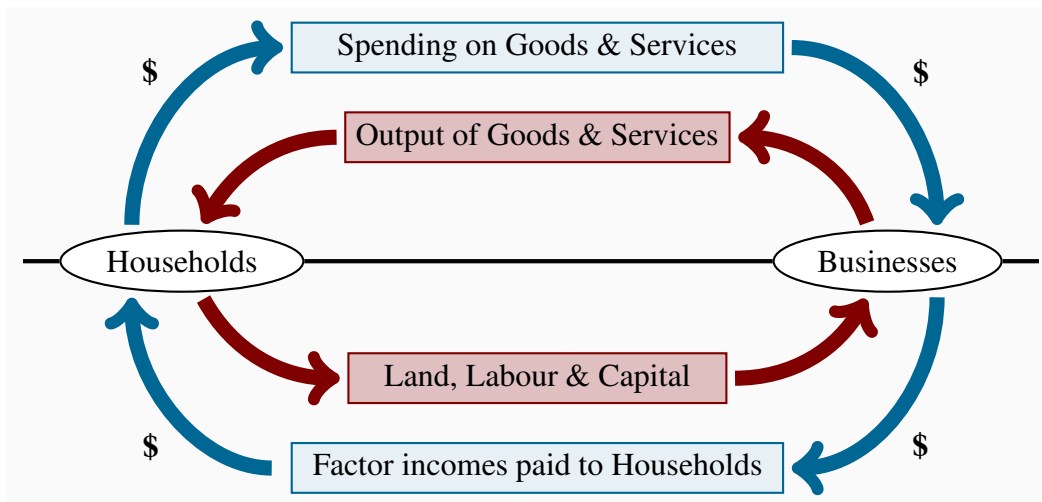 Spending on Goods & Services
$
$
Output of Goods & Services
Households
Businesses
Land, Labour & Capital
$
$
Factor incomes paid to Households